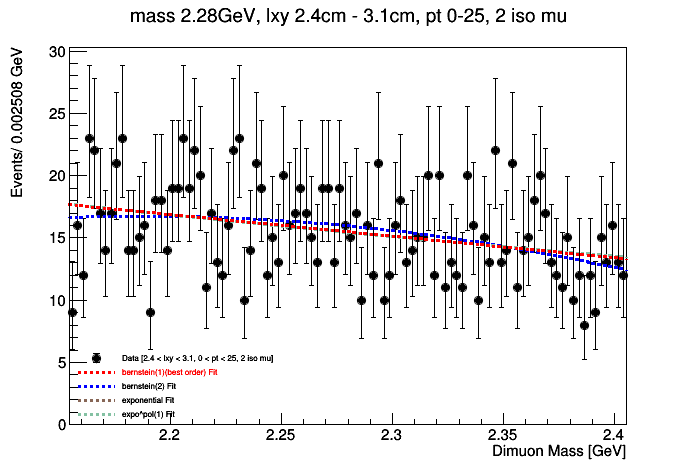 mass 2.28GeV, lxy 2.4cm - 3.1cm, pt 0-25, 2 iso mu
Events/ 0.002508 GeV
30
25
20
15
10
5
0
Data [2.4 < lxy < 3.1, 0 < pt < 25, 2 iso mu]
bernstein(1)(best order) Fit
bernstein(2) Fit
exponential Fit
expo*pol(1) Fit
2.2 2.25 2.3 2.35 2.4
Dimuon Mass [GeV]